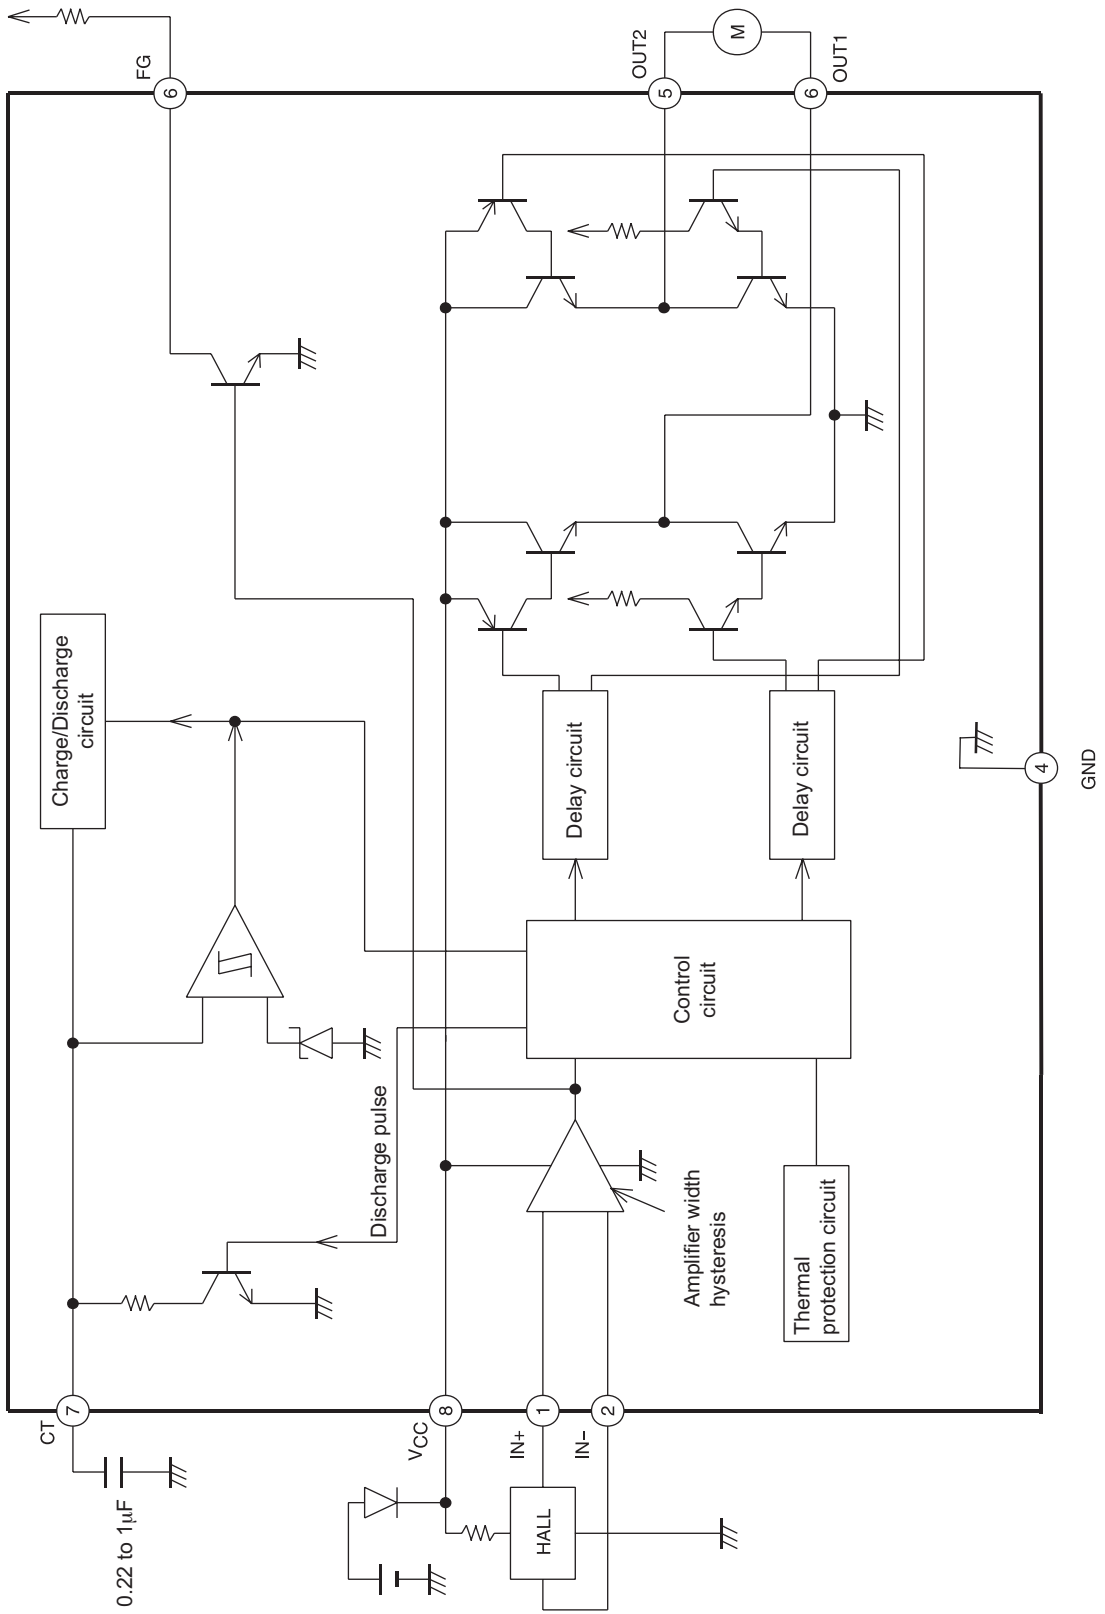 0.22 to 1μF
CT
7
Charge/Discharge
circuit
FG
6
Discharge pulse
VCC
8
HALL
IN+
1
IN−
2
Amplifier width
hysteresis
Thermal
protection circuit
Control
circuit
Delay circuit
Delay circuit
OUT2
5
M
6
OUT1
4
GND